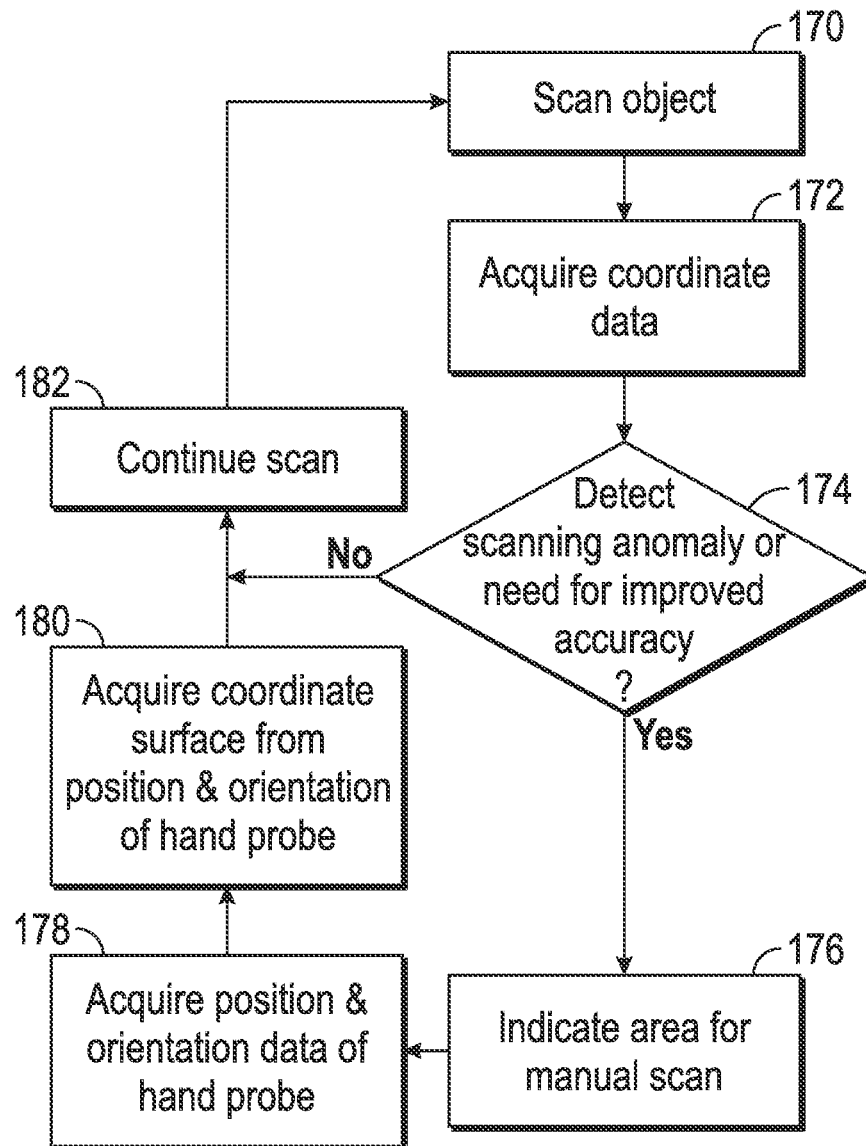 170
Scan object
172
Acquire coordinate
data
174
Detect
scanning anomaly or
need for improved
accuracy
?
No
Yes
176
Indicate area for
manual scan
178
Acquire position &
orientation data of
hand probe
180
Acquire coordinate
surface from
position & orientation
of hand probe
182
Continue scan